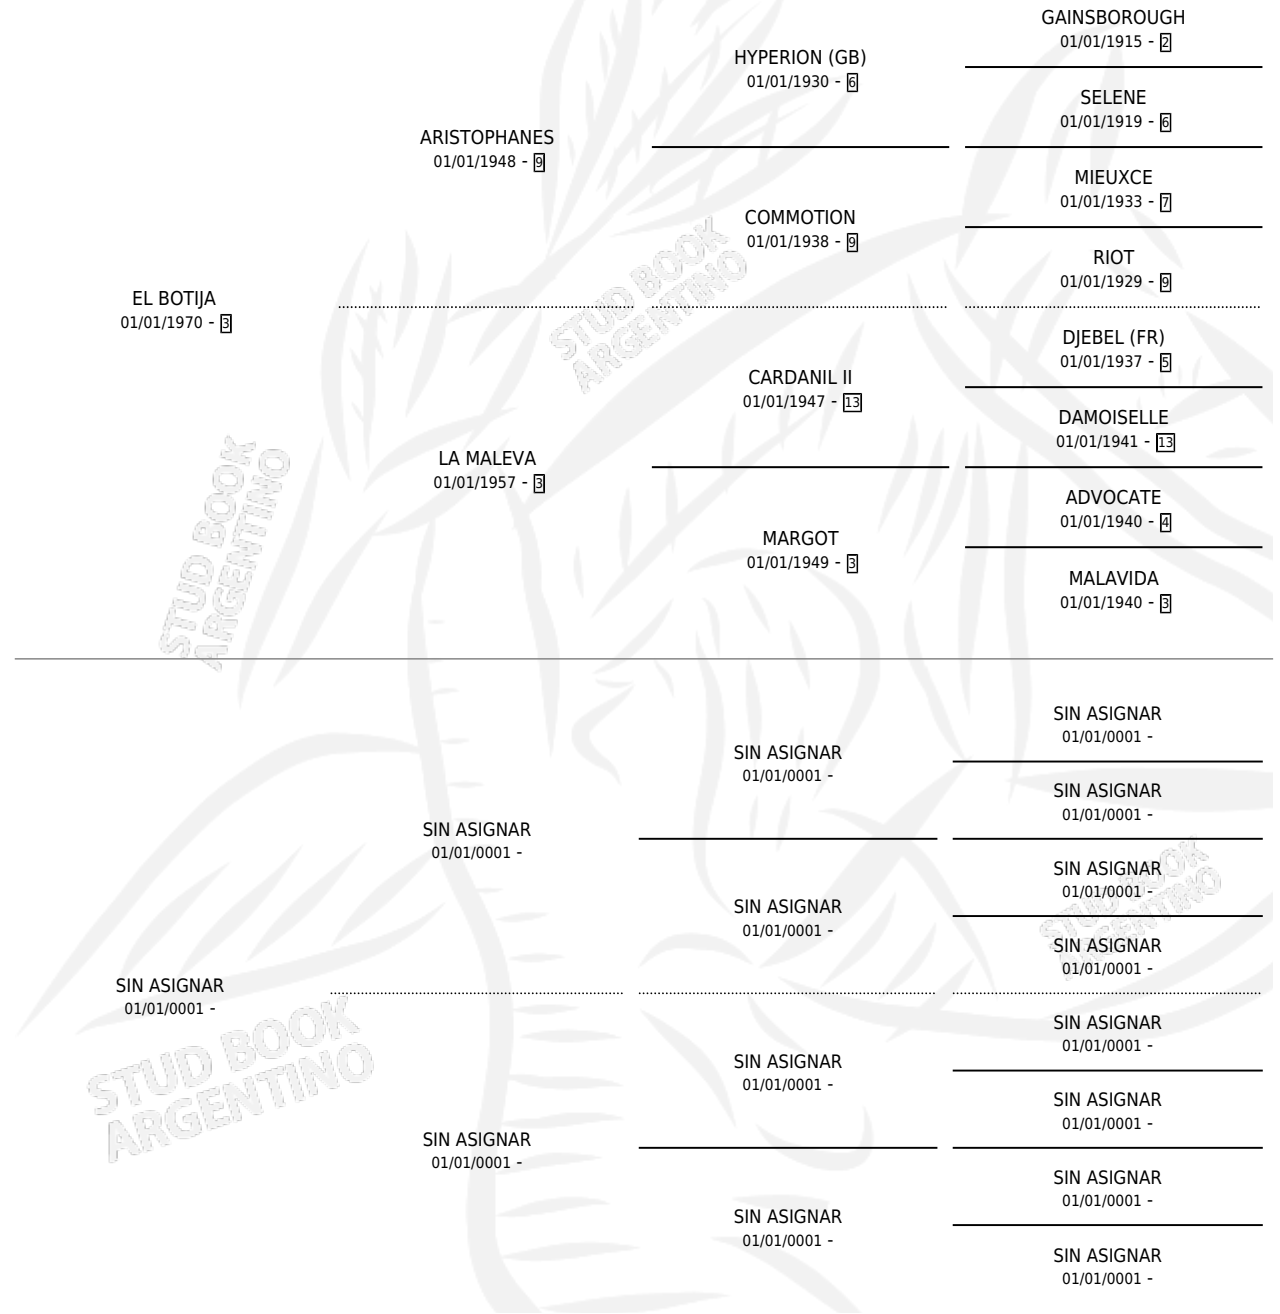 GAINSBOROUGH
01/01/1915 - 2
HYPERION (GB)
01/01/1930 - 6
SELENE
01/01/1919 - 6
ARISTOPHANES
01/01/1948 - 9
MIEUXCE
01/01/1933 - 7
COMMOTION
01/01/1938 - 9
RIOT
01/01/1929 - 9
EL BOTIJA
01/01/1970 - 3
DJEBEL (FR)
01/01/1937 - 5
CARDANIL II
01/01/1947 - 13
DAMOISELLE
01/01/1941 - 13
LA MALEVA
01/01/1957 - 3
ADVOCATE
01/01/1940 - 4
MARGOT
01/01/1949 - 3
MALAVIDA
01/01/1940 - 3
STUD BOOK
ARGENTINO
STUD BOOK
ARGENTINO
SIN ASIGNAR
01/01/0001 -
SIN ASIGNAR
01/01/0001 -
SIN ASIGNAR
01/01/0001 -
SIN ASIGNAR
01/01/0001 -
SIN ASIGNAR
01/01/0001 -
SIN ASIGNAR
01/01/0001 -
SIN ASIGNAR
01/01/0001 -
SIN ASIGNAR
01/01/0001 -
SIN ASIGNAR
01/01/0001 -
SIN ASIGNAR
01/01/0001 -
SIN ASIGNAR
01/01/0001 -
SIN ASIGNAR
01/01/0001 -
SIN ASIGNAR
01/01/0001 -
SIN ASIGNAR
01/01/0001 -
SIN ASIGNAR
01/01/0001 -
STUD BOOK
ARGENTINO
STUD BOOK
ARGENTINO